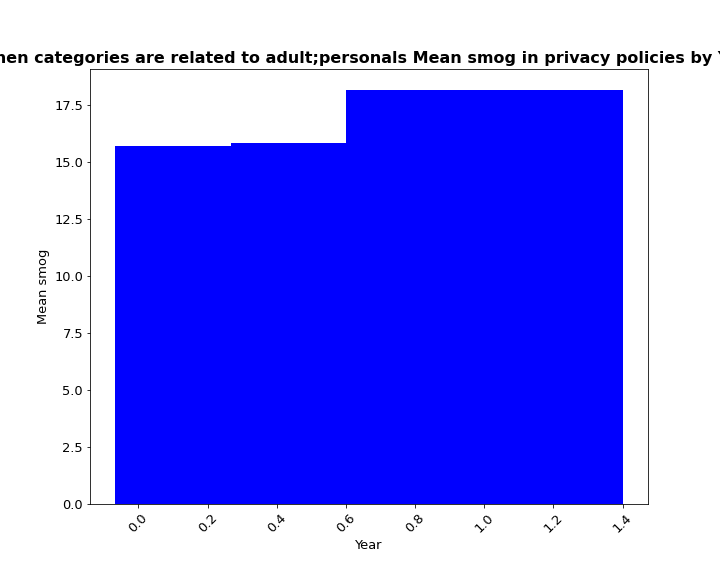 categories are related to adult;personals Mean smog in privacy policies by
17.5
15.0
12.5
10.0
7.5
5.0
2.5
0.0
Mean smog
0.0 0.2 0.4 0.6 0.8 1.0 1.2 1.4
Year